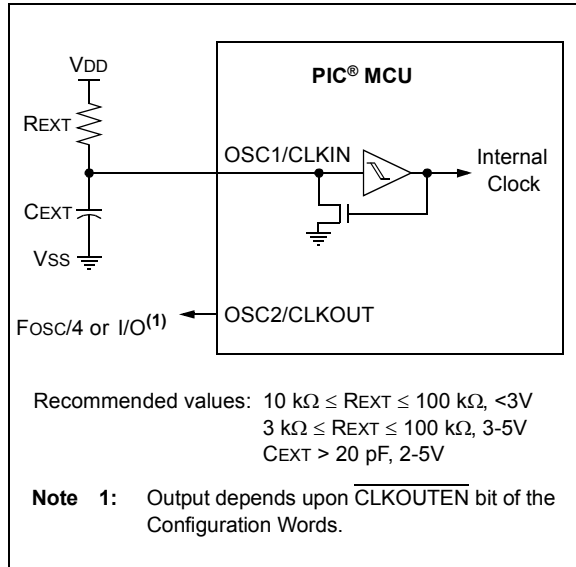 VDD
PIC® MCU
REXT
OSC1/CLKIN
Internal
Clock
CEXT
VSS
OSC2/CLKOUT
FOSC/4 or I/O(1)
Recommended values: 10 kΩ ≤ REXT ≤ 100 kΩ, <3V
3 kΩ ≤ REXT ≤ 100 kΩ, 3-5V
CEXT > 20 pF, 2-5V
Note 1: Output depends upon CLKOUTEN bit of the
Configuration Words.